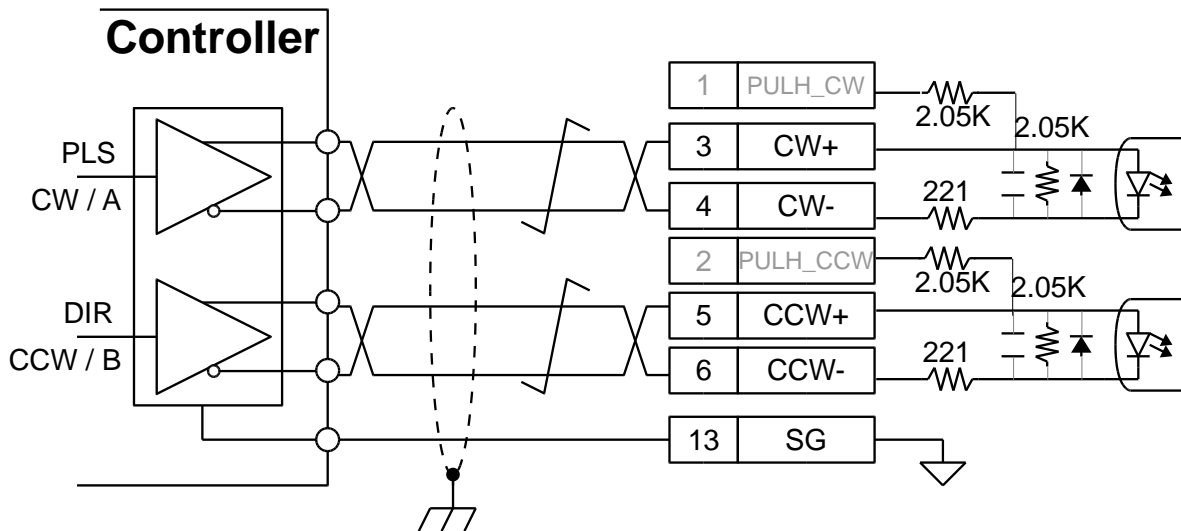 Controller
1 PULH_CW
2.05K
2.05K
PLS
CW / A
3 CW+
4 CW-
221
2 PULH_CCW
2.05K
2.05K
DIR
CCW / B
5 CCW+
6 CCW-
221
13 SG